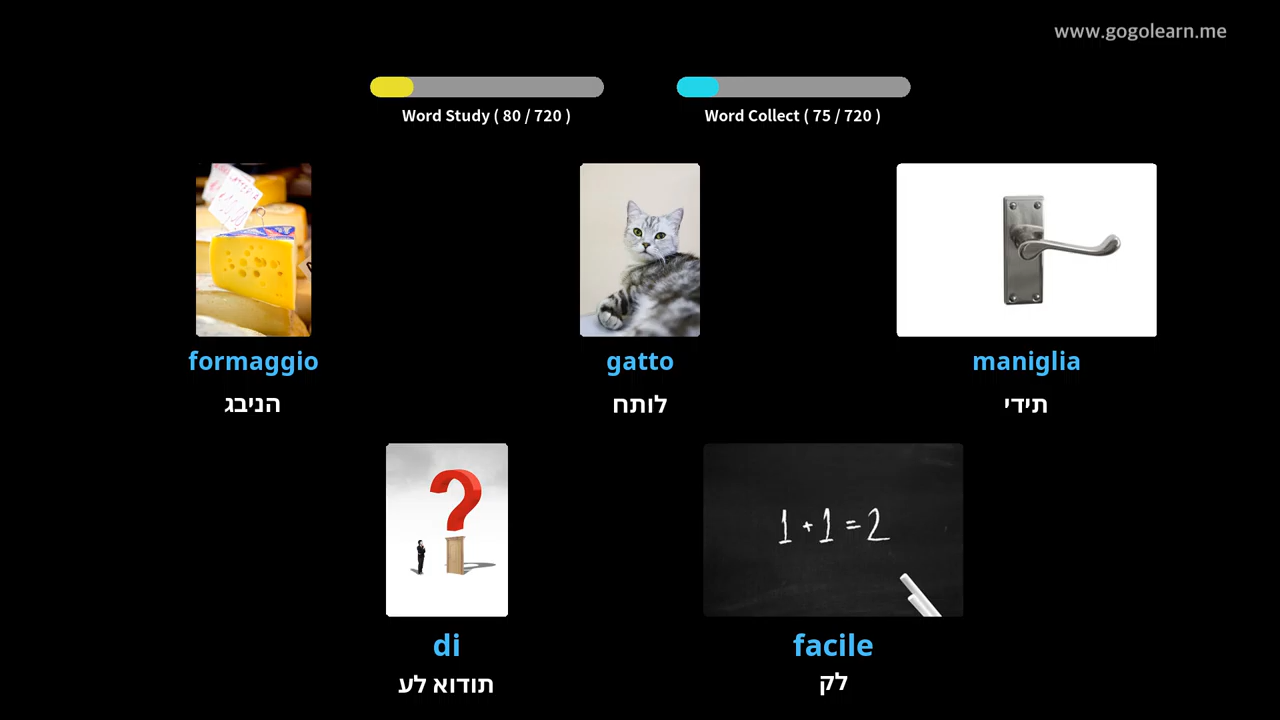 www.gogolearn.me
Word Study ( 80 / 720 )
Word Collect ( 75 / 720 )
formaggio
gatto
maniglia
הניבג
לותח
תידי
di
facile
תודוא לע
לק